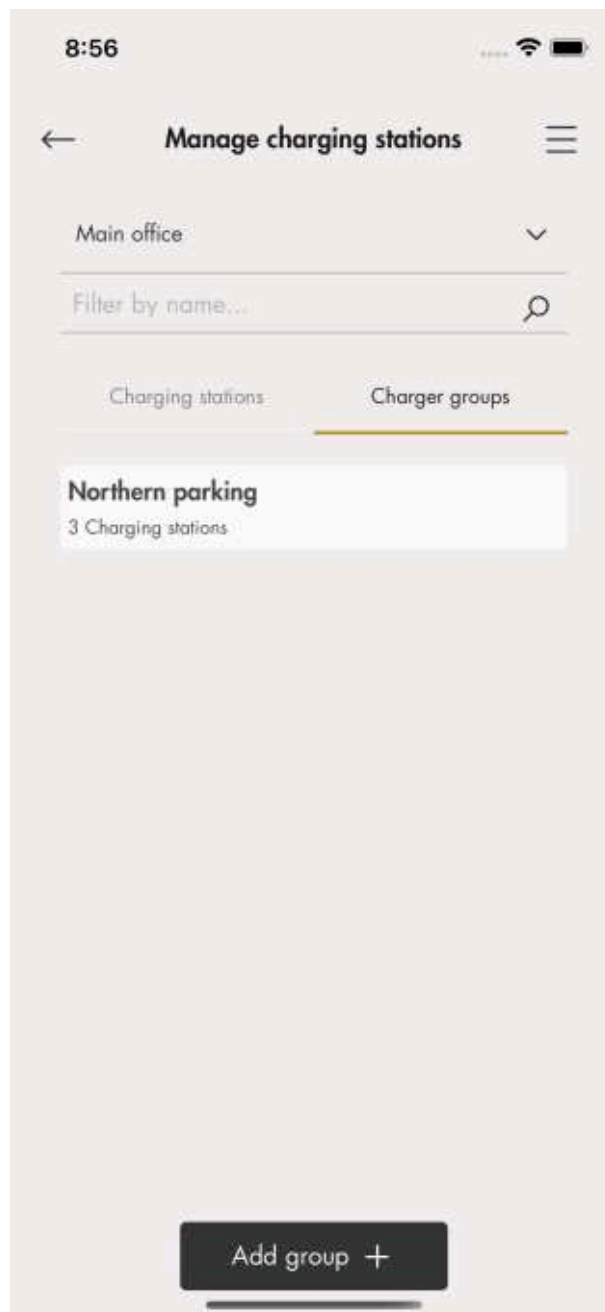 8:56
Manage charging stations
Main office
Filter by name...
Charging stations
Charger groups
Northern parking
3 Charging stations
Add group +